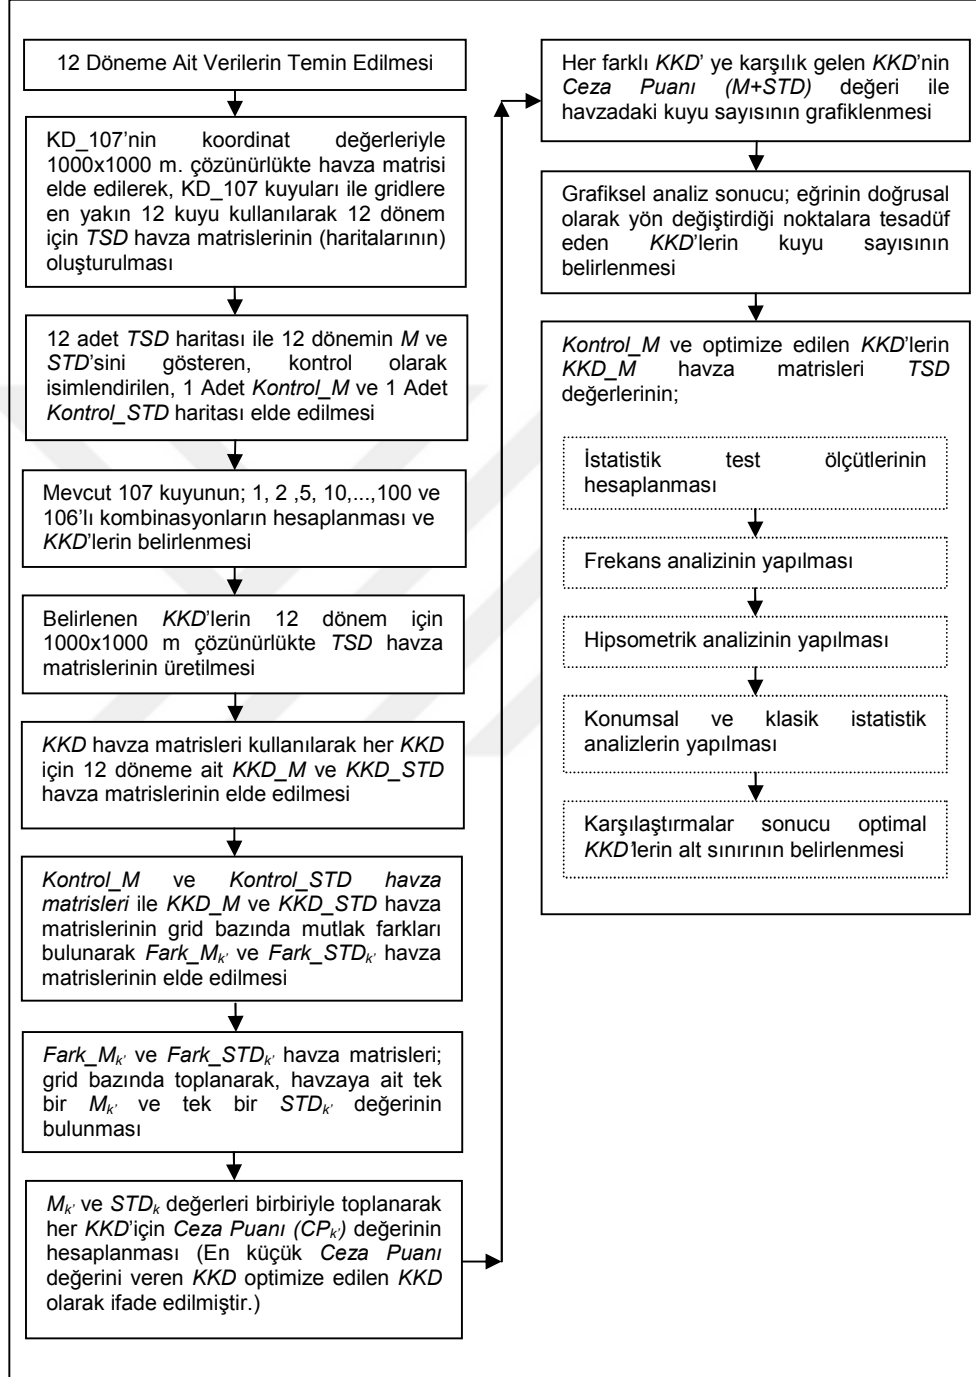 12 Döneme Ait Verilerin Temin Edilmesi
KD_107'nin koordinat değerleriyle
1000x1000 m. çözünürlükte havza matrisi
elde edilerek, KD_107 kuyuları ile gridlere
en yakın 12 kuyu kullanılarak 12 dönem
için TSD havza matrislerinin (haritalarının)
oluşturulması
12 adet TSD haritası ile 12 dönemin M ve
STD'sini gösteren, kontrol olarak
isimlendirilen, 1 Adet Kontrol_M ve 1 Adet
Kontrol_STD haritası elde edilmesi
Mevcut 107 kuyunun; 1, 2 ,5, 10,...,100 ve
106'lı kombinasyonların hesaplanması ve
KKD'lerin belirlenmesi
Belirlenen KKD'lerin 12 dönem için
1000x1000 m çözünürlükte TSD havza
matrislerinin üretilmesi
KKD havza matrisleri kullanılarak her KKD
için 12 döneme ait KKD_M ve KKD_STD
havza matrislerinin elde edilmesi
Kontrol_M ve Kontrol_STD havza
matrisleri ile KKD_M ve KKD_STD havza
matrislerinin grid bazında mutlak farkları
bulunarak Fark_Mk' ve Fark_STDk' havza
matrislerinin elde edilmesi
Fark_Mk' ve Fark_STDk' havza matrisleri;
grid bazında toplanarak, havzaya ait tek
bir Mk' ve tek bir STDk' değerinin
bulunması
Mk' ve STDk değerleri birbiriyle toplanarak
her KKD'için Ceza Puanı (CPk') değerinin
hesaplanması (En küçük Ceza Puanı
değerini veren KKD optimize edilen KKD
olarak ifade edilmiştir.)
Her farklı KKD' ye karşılık gelen KKD'nin
Ceza Puanı (M+STD) değeri ile
havzadaki kuyu sayısının grafiklenmesi
Grafiksel analiz sonucu; eğrinin doğrusal
olarak yön değiştirdiği noktalara tesadüf
eden KKD'lerin kuyu sayısının
belirlenmesi
Kontrol_M ve optimize edilen KKD'lerin
KKD_M havza matrisleri TSD
değerlerinin;
İstatistik test ölçütlerinin
hesaplanması
Frekans analizinin yapılması
Hipsometrik analizinin yapılması
Konumsal ve klasik istatistik
analizlerin yapılması
Karşılaştırmalar sonucu optimal
KKD'lerin alt sınırının belirlenmesi